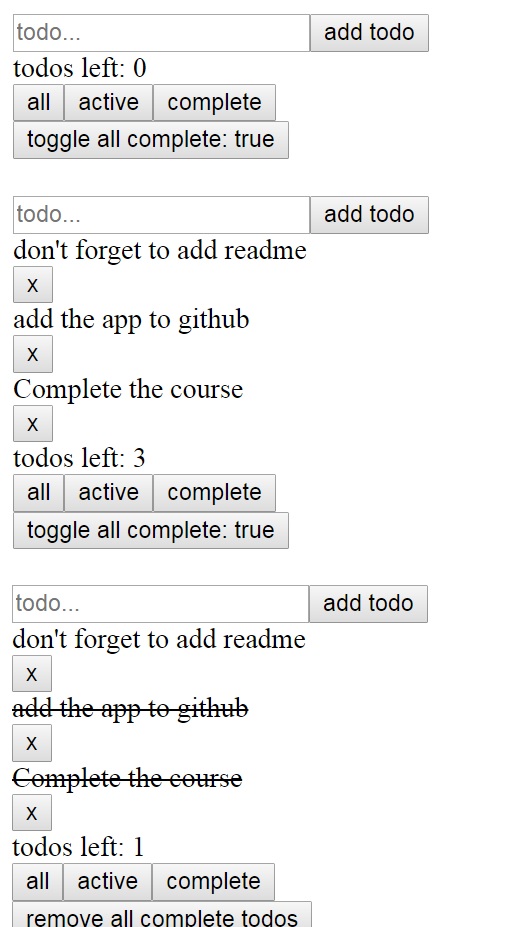 todo... add todo
todos left: 0
all active complete
toggle all complete: true
todo... add todo
don't forget to add readme
x
add the app to github
x
Complete the course
x
todos left: 3
all active complete
toggle all complete: true
todo... add todo
don't forget to add readme
x
add the app to github
x
Complete the course
x
todos left: 1
all active complete
remove all complete todos